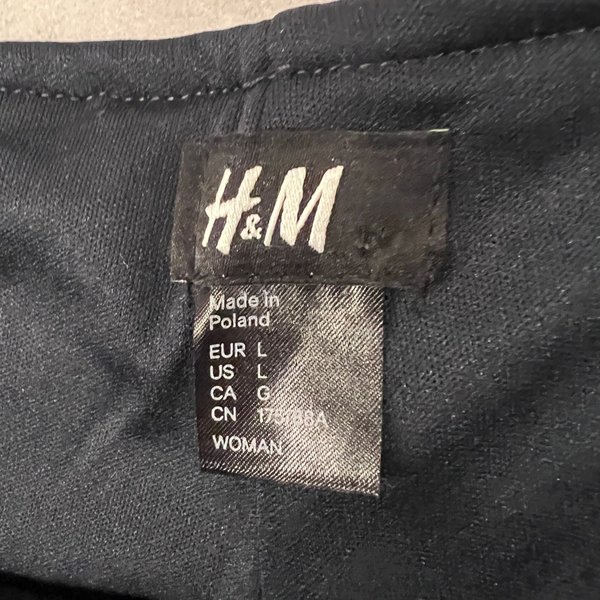 H&M
Made in
Poland
EUR L
US L
CA G
CN
WOMAN